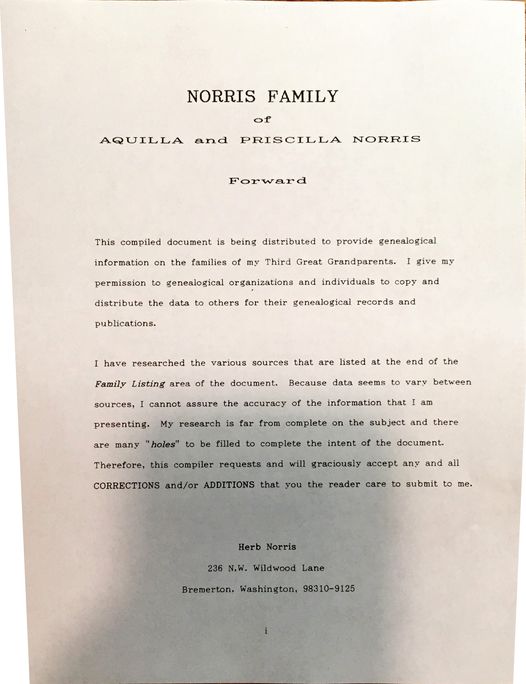 NORRIS FAMILY
of
AQUILLA and PRISCILLA NORRIS
Forward
This compiled document is being distributed to provide genealogical
information on the families of my Third Great Grandparents. I give my
permission to genealogical organizations and individuals to copy and
distribute the data to others for their genealogical records and
publications.
I have researched the various sources that are listed at the end of the
Family Listing area of the document. Because data seems to vary between
sources, I cannot assure the accuracy of the information that I am
presenting. My research is far from complete on the subject and there
are many "holes" to be filled to complete the intent of the document.
Therefore, this compiler requests and will graciously accept any and all
CORRECTIONS and/or ADDITIONS that you the reader care to submit to me.
Herb Norris
236 N.W. Wildwood Lane
Bremerton, Washington, 98310-9125
i